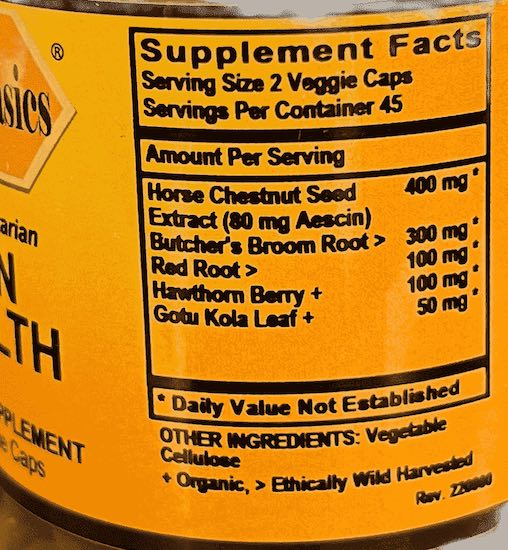 ®
sics
Supplement Facts
Serving Size 2 Veggie Caps
Servings Per Container 45
Amount Per Serving
Horse Chestnut Seed 400 mg *
Extract (80 mg Aescin)
Butcher's Broom Root > 300 mg *
Red Root > 100 mg *
Hawthorn Berry + 100 mg *
Gotu Kola Leaf + 50 mg *
* Daily Value Not Established
OTHER INGREDIENTS: Vegetable
Cellulose
+ Organic, > Ethically Wild Harvested
Rev.
arian
N
LTH
PPLEMENT
e Caps